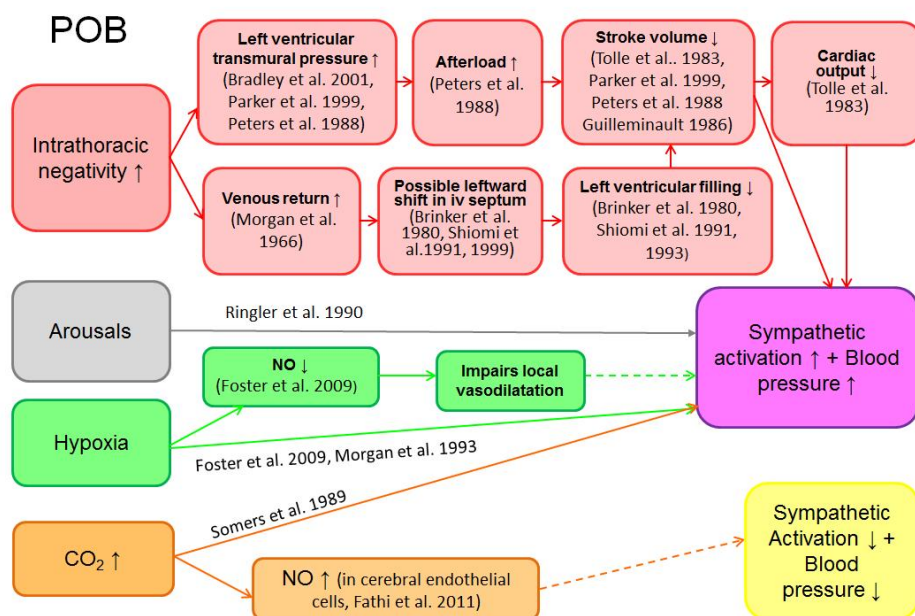 POB
Intrathoracic
negativity ↑
Left ventricular
transmural pressure ↑
(Bradley et al. 2001,
Parker et al. 1999,
Peters et al. 1988)
Afterload ↑
(Peters et al.
1988)
Stroke volume ↓
(Tolle et al.. 1983,
Parker et al. 1999,
Peters et al. 1988
Guilleminault 1986)
Cardiac
output ↓
(Tolle et al.
1983)
Venous return ↑
(Morgan et al.
1966)
Possible leftward
shift in iv septum
(Brinker et al.
1980, Shiomi et
al.1991, 1999)
Left ventricular filling ↓
(Brinker et al. 1980,
Shiomi et al. 1991,
1993)
Arousals
Ringler et al. 1990
Sympathetic
activation ↑ + Blood
pressure ↑
NO ↓
(Foster et al. 2009)
Impairs local
vasodilatation
Hypoxia
Foster et al. 2009, Morgan et al. 1993
Somers et al. 1989
CO₂ ↑
NO ↑ (in cerebral endothelial
cells, Fathi et al. 2011)
Sympathetic
Activation ↓ +
Blood
pressure ↓